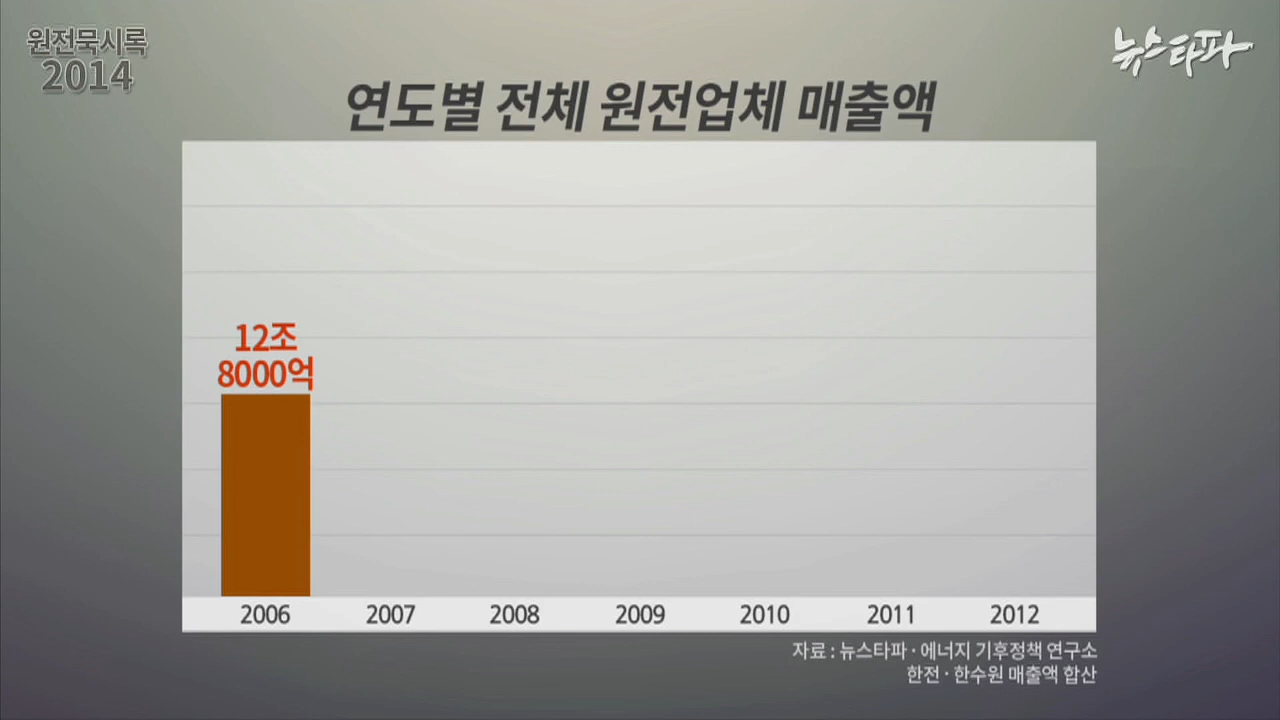 원전묵시록
2014
뉴스타파
연도별 전체 원전업체 매출액
12조
8000억
2006 2007 2008 2009 2010 2011 2012
자료 : 뉴스타파 · 에너지 기후정책 연구소
한전 · 한수원 매출액 합산